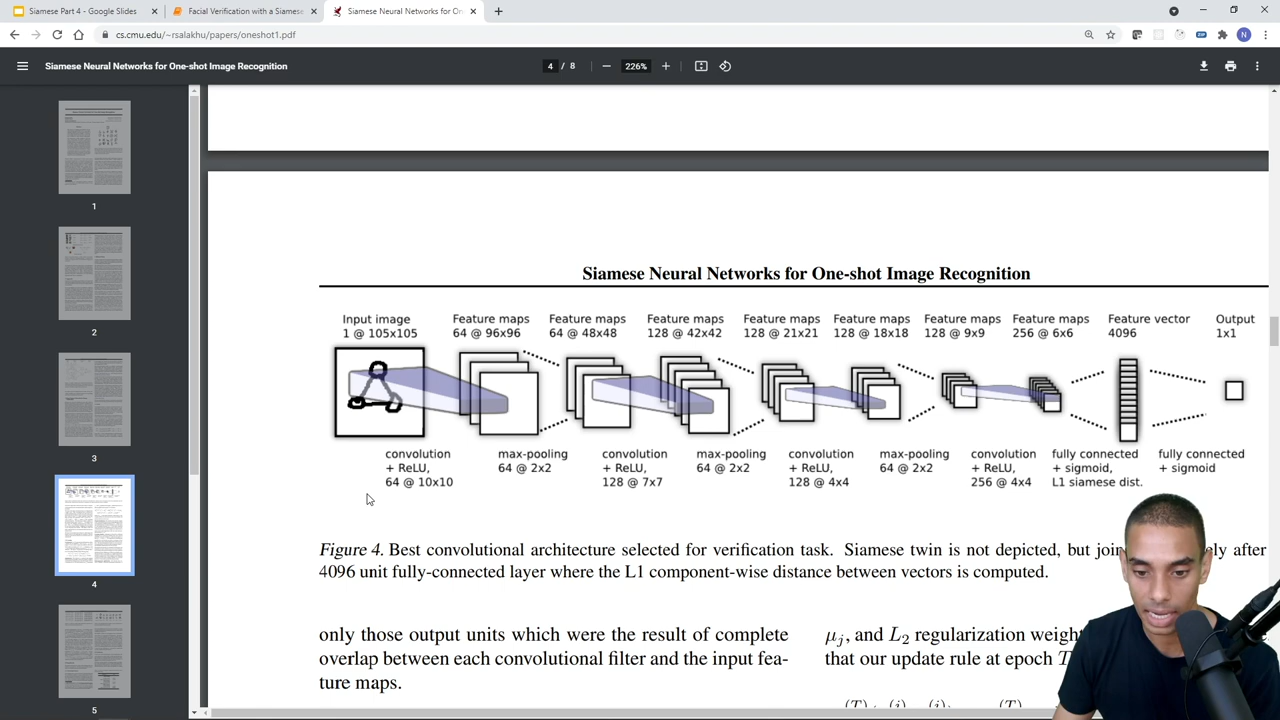 Siamese Part 4 - Google Slides
Facial Verification with a Siamese
Siamese Neural Networks for On
cs.cmu.edu/~rsalakhu/papers/oneshot1.pdf
N
Siamese Neural Networks for One-shot Image Recognition
4 / 8
226%
1
2
3
4
5
Siamese Neural Networks for One-shot Image Recognition
Input image
1 @ 105x105
Feature maps
64 @ 96x96
Feature maps
64 @ 48x48
Feature maps
128 @ 42x42
Feature maps
128 @ 21x21
Feature maps
128 @ 18x18
Feature maps
128 @ 9x9
Feature maps
256 @ 6x6
Feature vector
4096
Output
1x1
convolution
+ ReLU,
64 @ 10x10
max-pooling
64 @ 2x2
convolution
+ ReLU,
128 @ 7x7
max-pooling
64 @ 2x2
convolution
+ ReLU,
128 @ 4x4
max-pooling
64 @ 2x2
convolution
+ ReLU,
256 @ 4x4
fully connected
+ sigmoid,
L1 siamese dist.
fully connected
+ sigmoid
Figure 4. Best convolutional architecture selected for verification task. Siamese twin is not depicted, but join ly after
4096 unit fully-connected layer where the L1 component-wise distance between vectors is computed.
only those output units which were the result of complete
overlap between each convolutional filter and the input fea-
ture maps.
μj, and L2 regularization weigh
that our update rule at epoch T